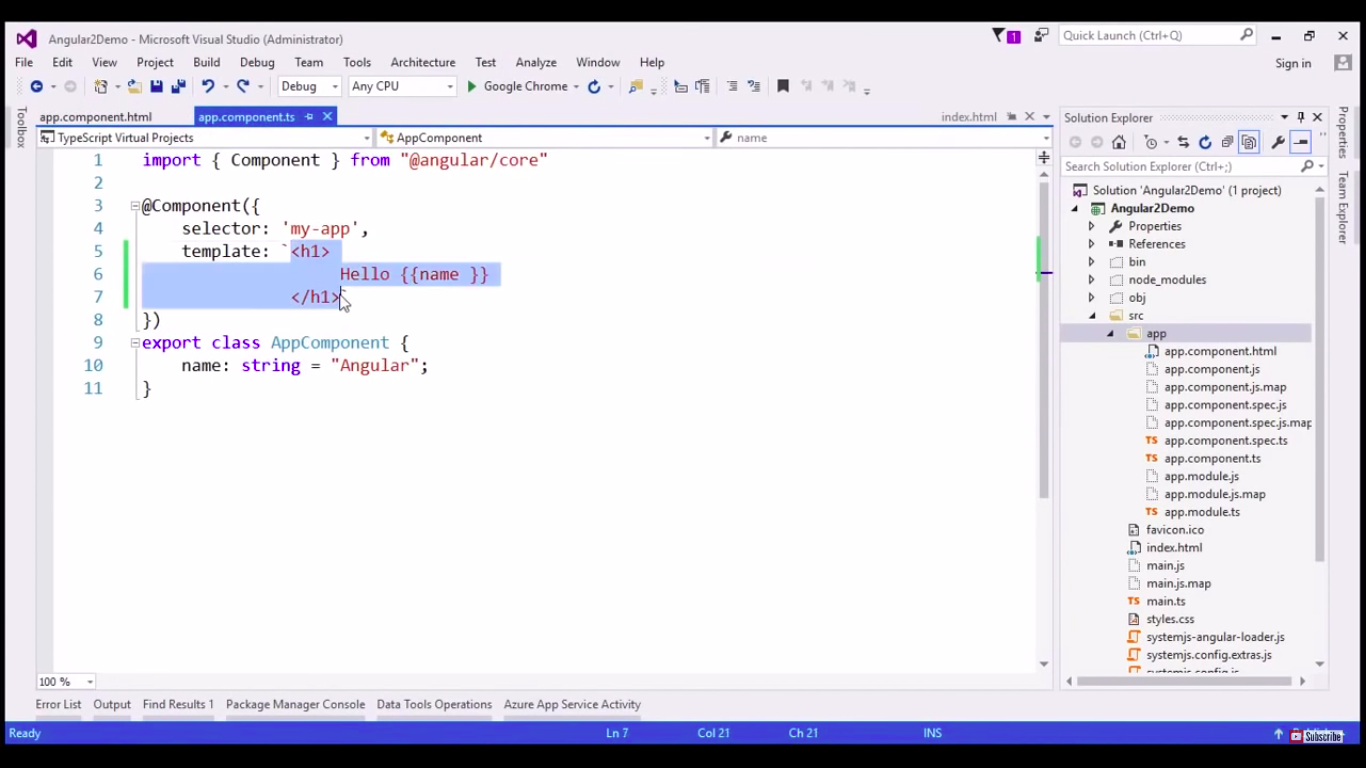 Angular2Demo - Microsoft Visual Studio (Administrator)
1
Quick Launch (Ctrl+Q)
File Edit View Project Build Debug Team Tools Architecture Test Analyze Window Help
Sign in
Debug Any CPU Google Chrome
Toolbox
app.component.html app.component.ts index.html
TypeScript Virtual Projects AppComponent name
1 import { Component } from "@angular/core"
2
3 @Component({
4 selector: 'my-app',
5 template: `<h1>
6 Hello {{name }}
7 </h1>`
8 })
9 export class AppComponent {
10 name: string = "Angular";
11 }
100 %
Solution Explorer
Search Solution Explorer (Ctrl+;)
Solution 'Angular2Demo' (1 project)
Angular2Demo
Properties
References
bin
node_modules
obj
src
app
app.component.html
app.component.js
app.component.js.map
app.component.spec.js
app.component.spec.js.map
app.component.spec.ts
app.component.ts
app.module.js
app.module.js.map
app.module.ts
favicon.ico
index.html
main.js
main.js.map
main.ts
styles.css
systemjs-angular-loader.js
systemjs.config.extras.js
systemjs.config.js
Properties
Team Explorer
Error List Output Find Results 1 Package Manager Console Data Tools Operations Azure App Service Activity
Ready Ln 7 Col 21 Ch 21 INS
Subscribe